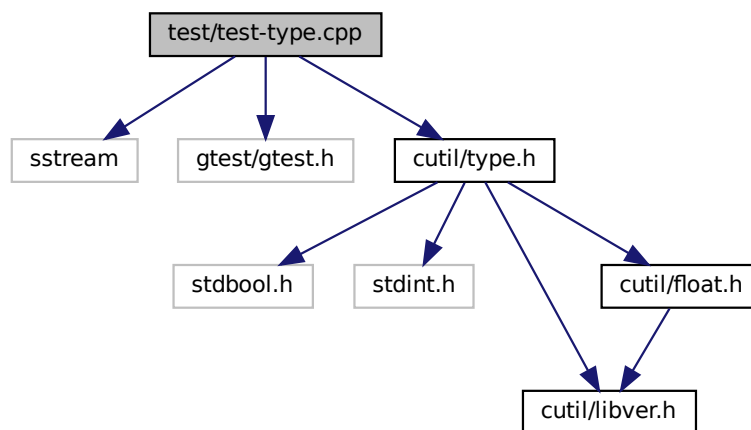 test/test-type.cpp
sstream
gtest/gtest.h
cutil/type.h
stdbool.h
stdint.h
cutil/float.h
cutil/libver.h